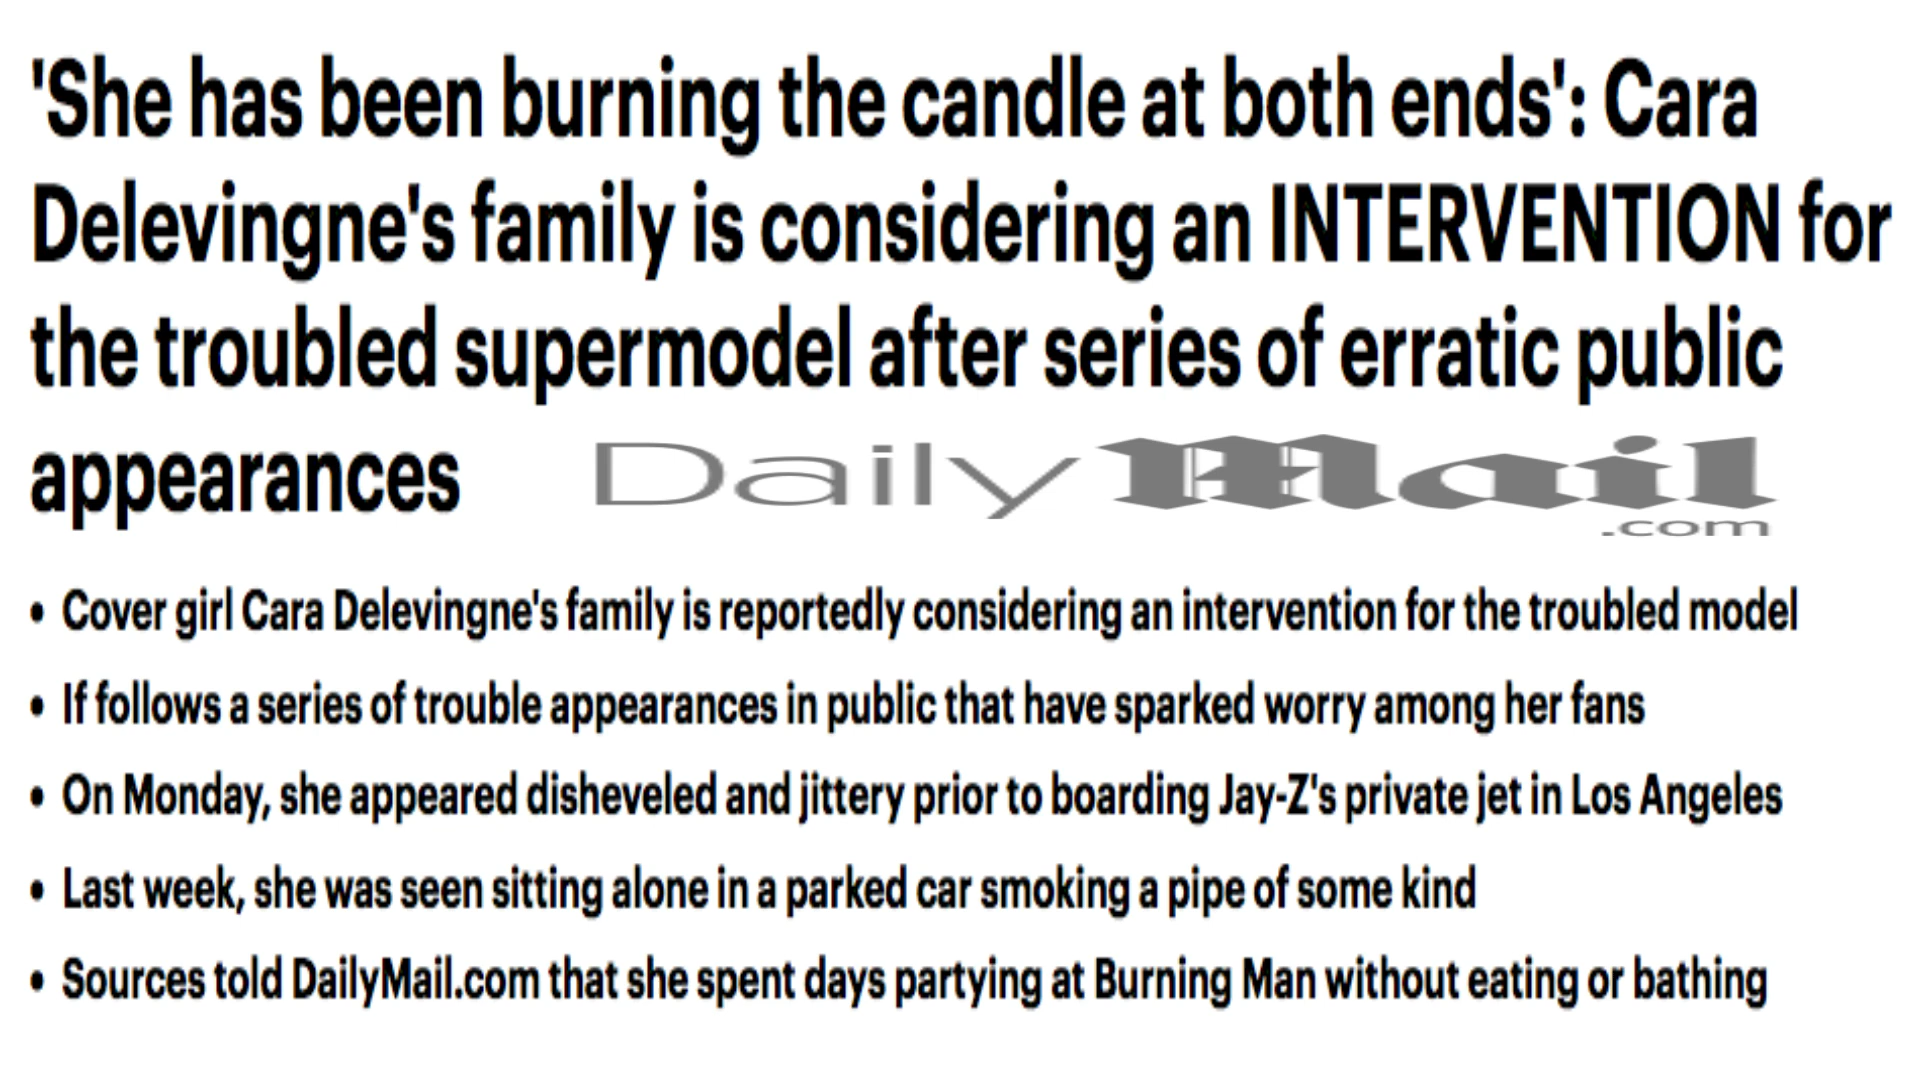 'She has been burning the candle at both ends': Cara
Delevingne's family is considering an INTERVENTION for
the troubled supermodel after series of erratic public
appearances
Daily Mail
.com
• Cover girl Cara Delevingne's family is reportedly considering an intervention for the troubled model
• If follows a series of trouble appearances in public that have sparked worry among her fans
• On Monday, she appeared disheveled and jittery prior to boarding Jay-Z's private jet in Los Angeles
• Last week, she was seen sitting alone in a parked car smoking a pipe of some kind
• Sources told DailyMail.com that she spent days partying at Burning Man without eating or bathing